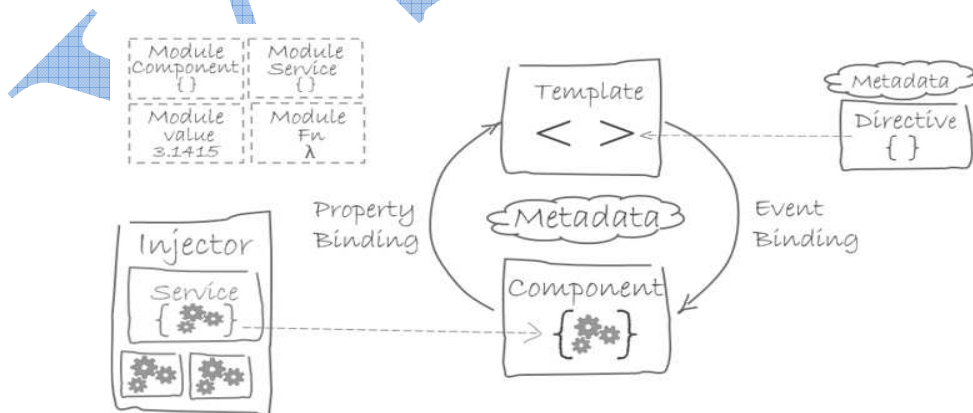 Module
Component
{ }
Module
Service
{ }
Module
value
3.1415
Module
Fn
λ
Template
< >
Metadata
Directive
{ }
Property
Binding
Metadata
Event
Binding
Injector
Service
{ }
Component
{ }